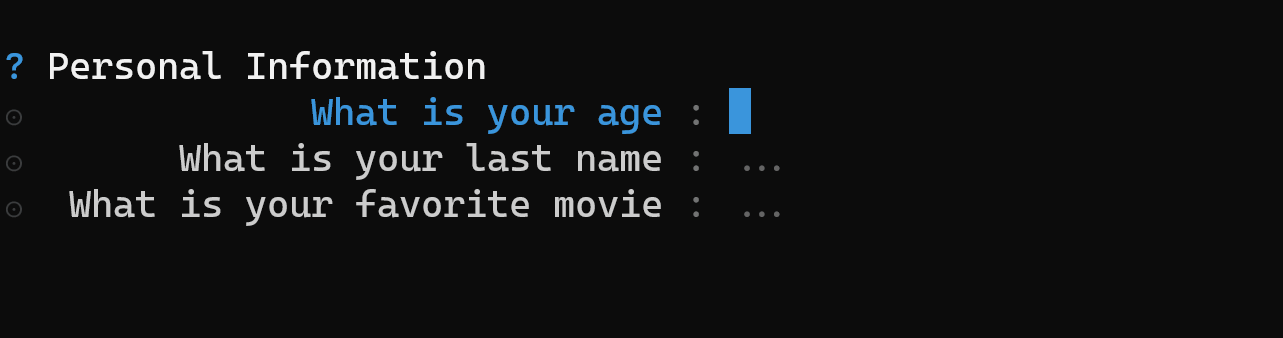 ? Personal Information
⊙ What is your age :
⊙ What is your last name : ...
⊙ What is your favorite movie : ...